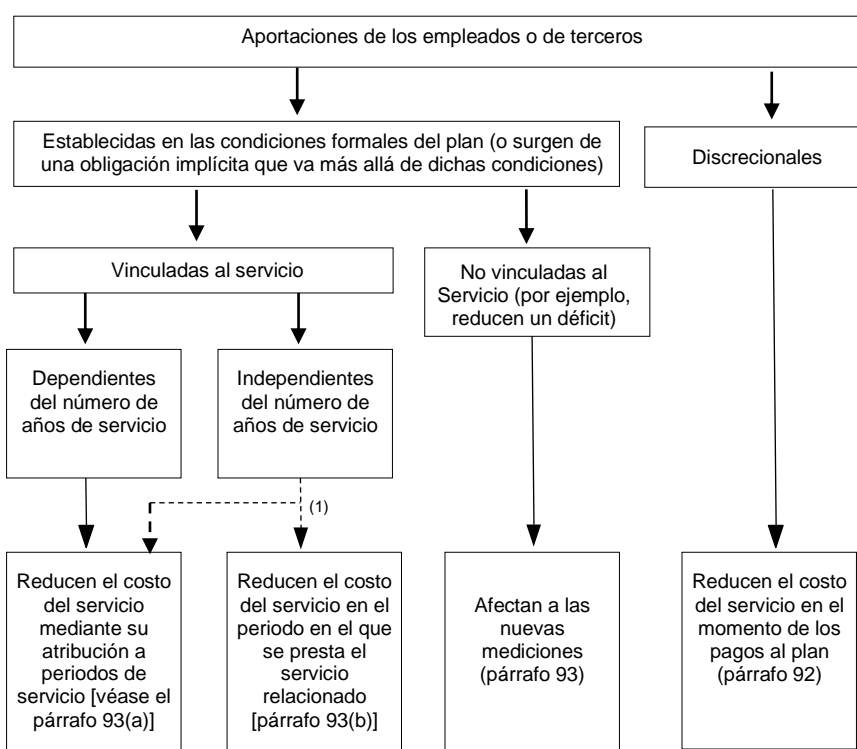 Aportaciones de los empleados o de terceros
Establecidas en las condiciones formales del plan (o surgen de
una obligación implícita que va más allá de dichas condiciones)
Discrecionales
Vinculadas al servicio
No vinculadas al
Servicio (por ejemplo,
reducen un déficit)
Dependientes
del número de
años de servicio
Independientes
del número de
años de servicio
(1)
Reducen el costo
del servicio
mediante su
atribución a
periodos de
servicio [véase el
párrafo 93(a)]
Reducen el costo
del servicio en el
periodo en el que
se presta el
servicio
relacionado
[párrafo 93(b)]
Afectan a las
nuevas
mediciones
(párrafo 93)
Reducen el costo
del servicio en el
momento de los
pagos al plan
(párrafo 92)